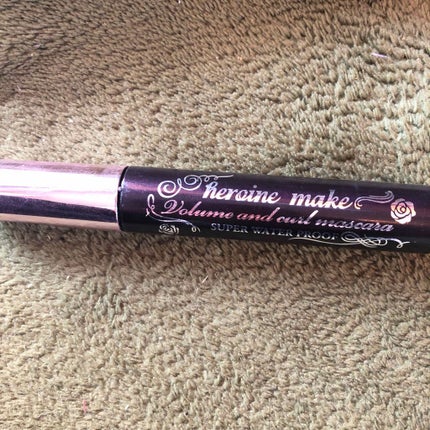 heroine make
Volume and curl mascara
SUPER WATER PROOF